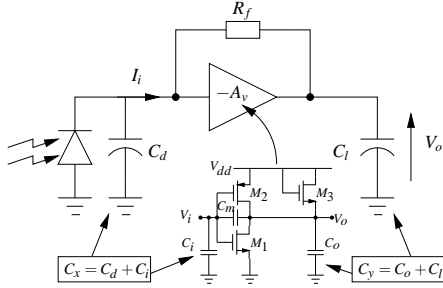 R_f
I_i
−A_v
C_d
C_l
V_o
V_dd
M_2
M_3
C_m
V_i
V_o
C_i
M_1
C_o
C_x = C_d + C_i
C_y = C_o + C_l